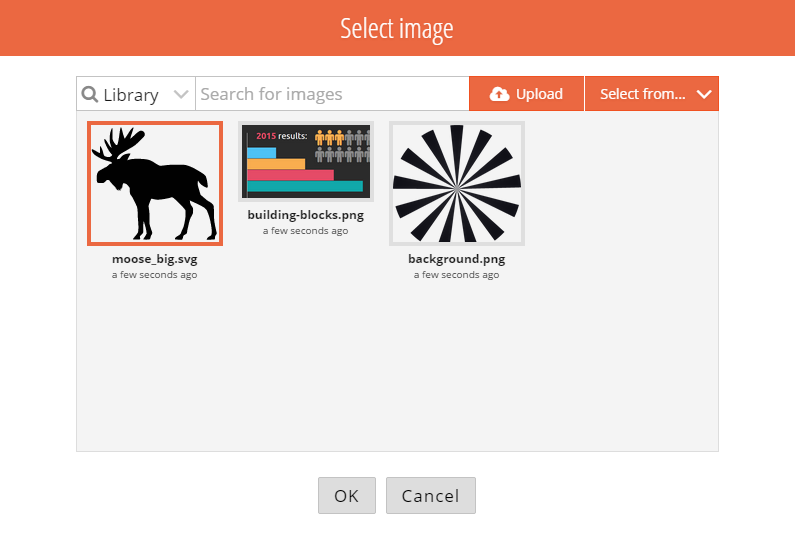 Select image
Library
Search for images
Upload
Select from...
2015 results:
moose_big.svg
a few seconds ago
building-blocks.png
a few seconds ago
background.png
a few seconds ago
OK
Cancel